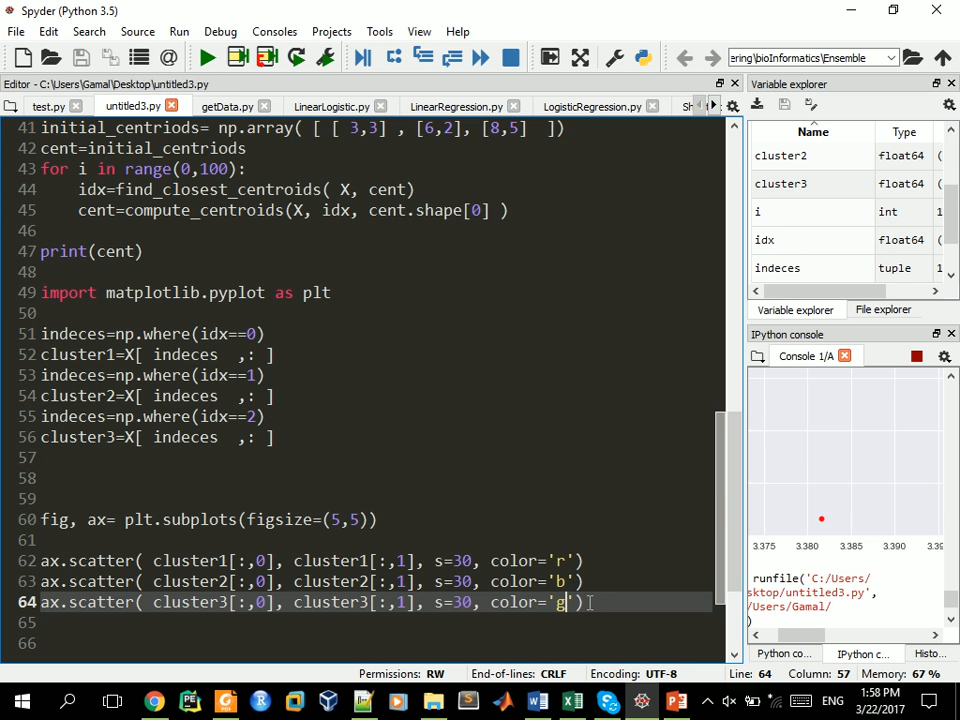 Spyder (Python 3.5)
File Edit Search Source Run Debug Consoles Projects Tools View Help
ering\bioInformatics\Ensemble
Editor - C:\Users\Gamal\Desktop\untitled3.py
test.py untitled3.py getData.py LinearLogistic.py LinearRegression.py LogisticRegression.py
41 initial_centriods= np.array( [ [ 3,3] , [6,2], [8,5]  ])
42 cent=initial_centriods
43 for i in range(0,100):
44     idx=find_closest_centroids( X, cent)
45     cent=compute_centroids(X, idx, cent.shape[0] )
46
47 print(cent)
48
49 import matplotlib.pyplot as plt
50
51 indeces=np.where(idx==0)
52 cluster1=X[ indeces  ,: ]
53 indeces=np.where(idx==1)
54 cluster2=X[ indeces  ,: ]
55 indeces=np.where(idx==2)
56 cluster3=X[ indeces  ,: ]
57
58
59
60 fig, ax= plt.subplots(figsize=(5,5))
61
62 ax.scatter( cluster1[:,0], cluster1[:,1], s=30, color='r')
63 ax.scatter( cluster2[:,0], cluster2[:,1], s=30, color='b')
64 ax.scatter( cluster3[:,0], cluster3[:,1], s=30, color='g')
65
66
Variable explorer
Name Type
cluster2 float64 (
cluster3 float64 (
i int 1
idx float64 (
indeces tuple 1
Variable explorer File explorer
IPython console
Console 1/A
3.375 3.380 3.385 3.390 3.39
runfile('C:/Users/
sktop/untitled3.py',
/Users/Gamal/
)
Python co... IPython c... Histo...
Permissions: RW End-of-lines: CRLF Encoding: UTF-8 Line: 64 Column: 57 Memory: 67 %
ENG
1:58 PM
3/22/2017